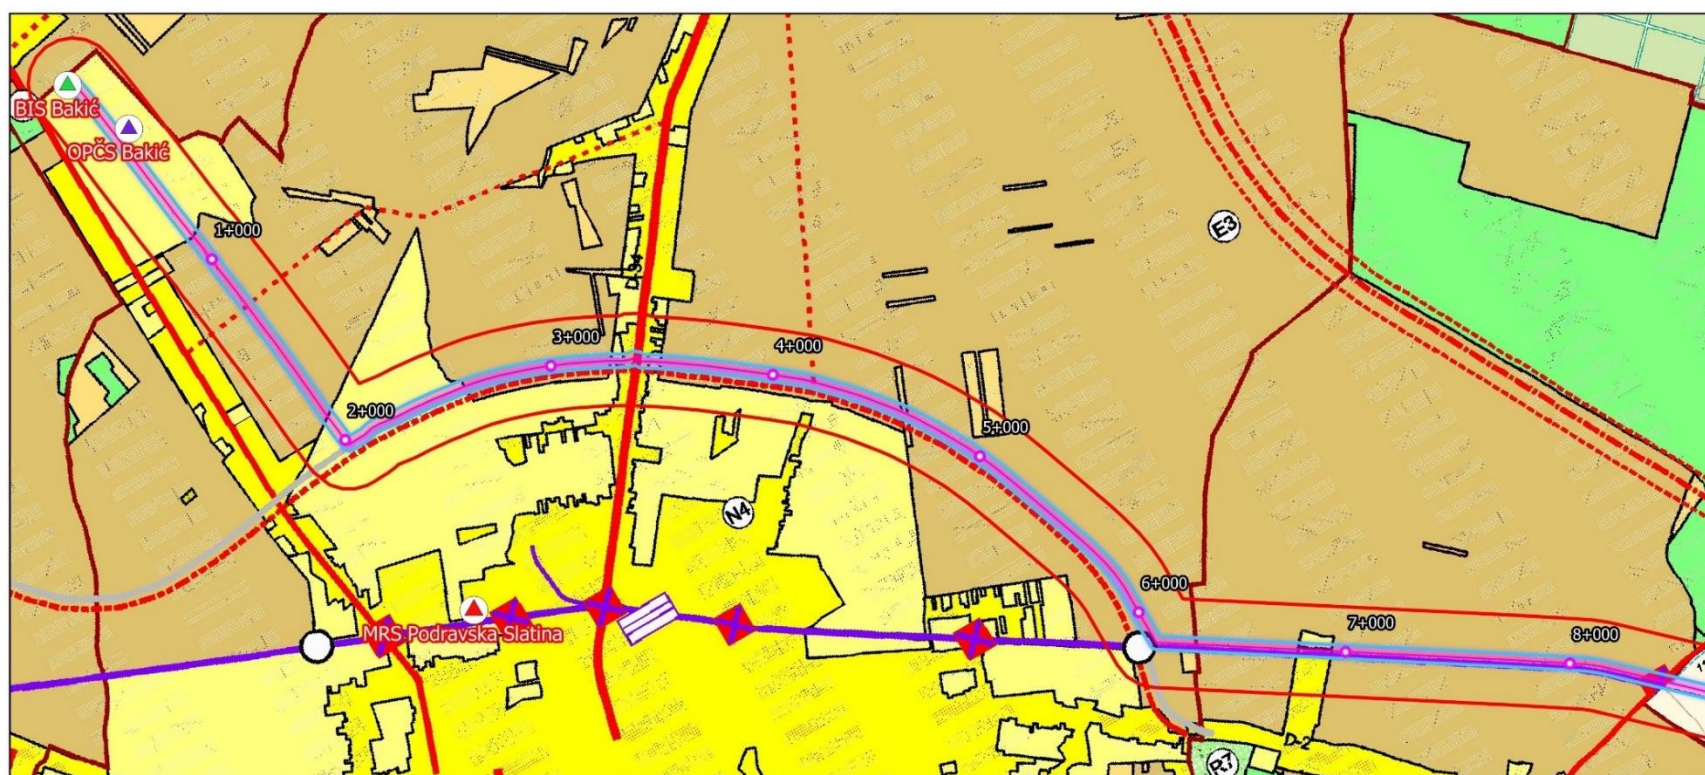 BIS Bakić
OPČS Bakić
1+000
E3
D-34
3+000
4+000
2+000
5+000
N4
6+000
MRS Podravska Slatina
7+000
8+000
D-2
R7